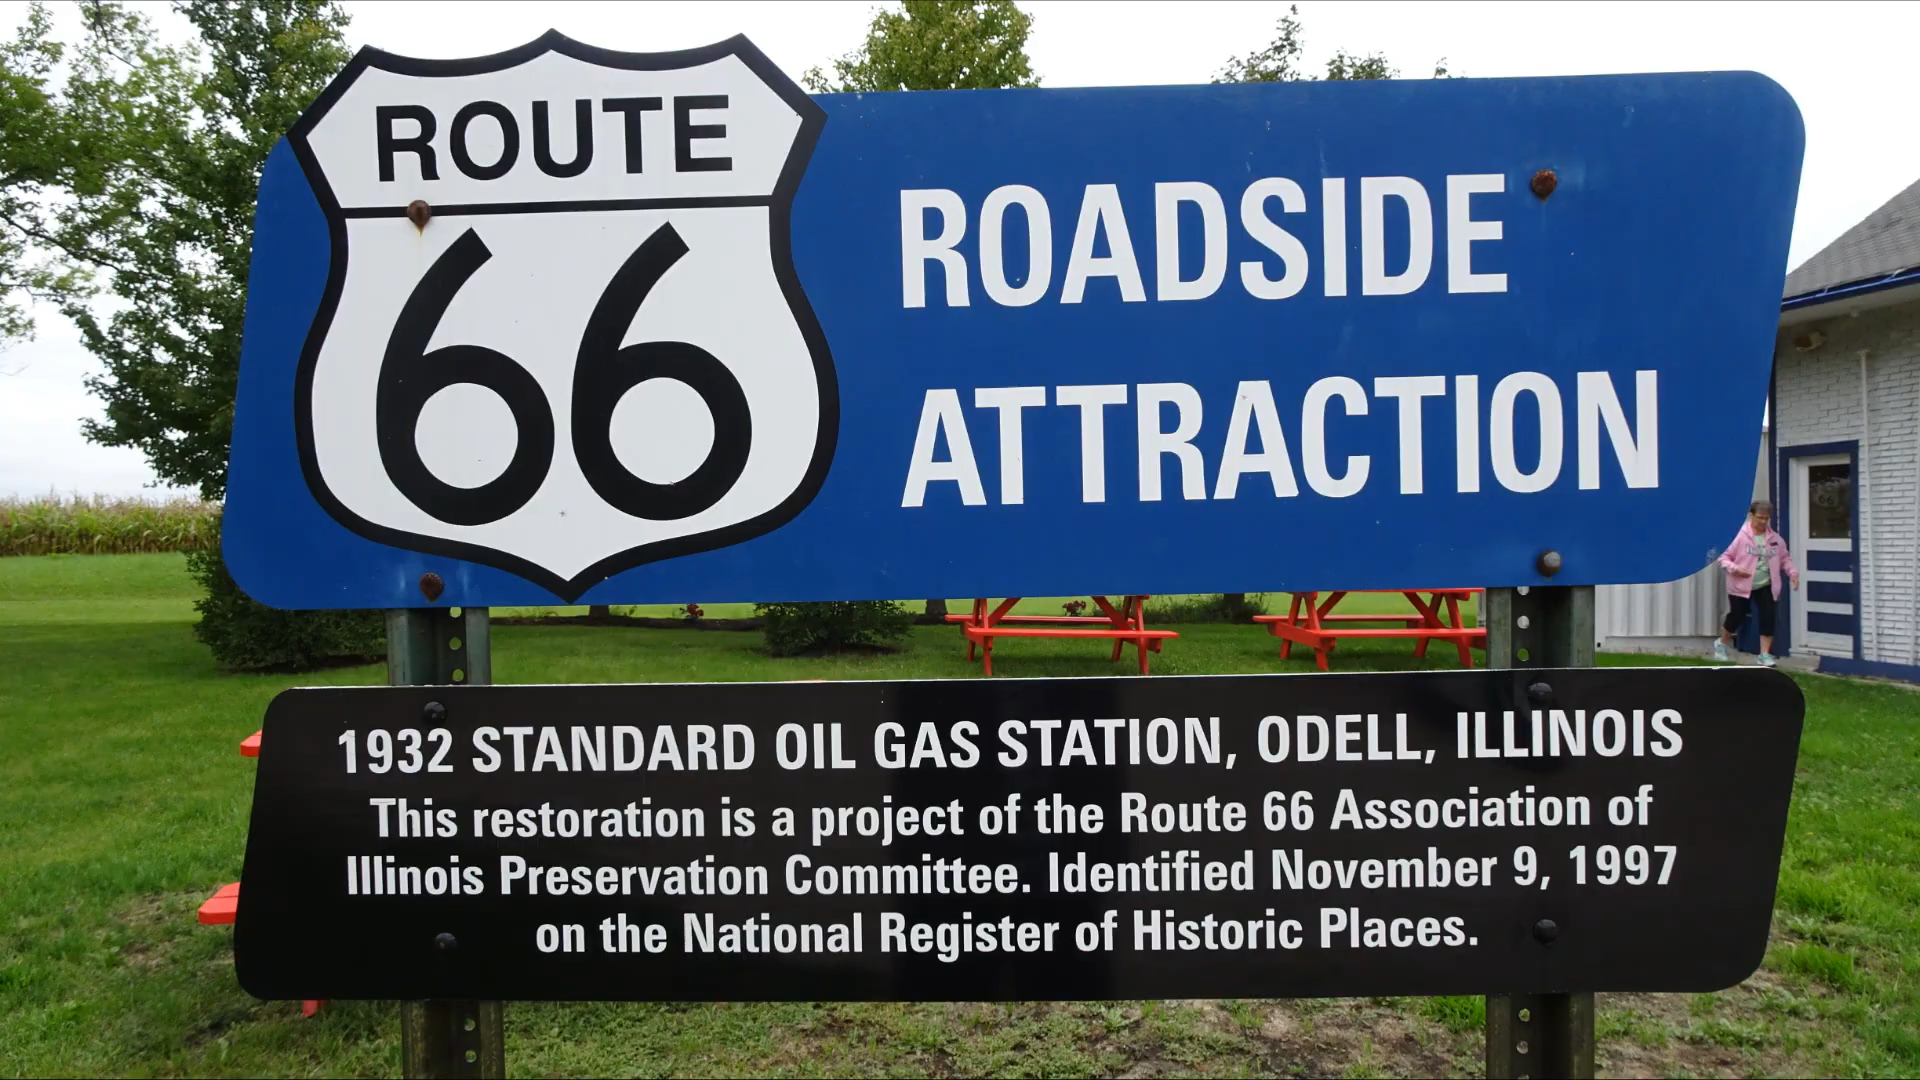 ROUTE
66
ROADSIDE
ATTRACTION
1932 STANDARD OIL GAS STATION, ODELL, ILLINOIS
This restoration is a project of the Route 66 Association of
Illinois Preservation Committee. Identified November 9, 1997
on the National Register of Historic Places.